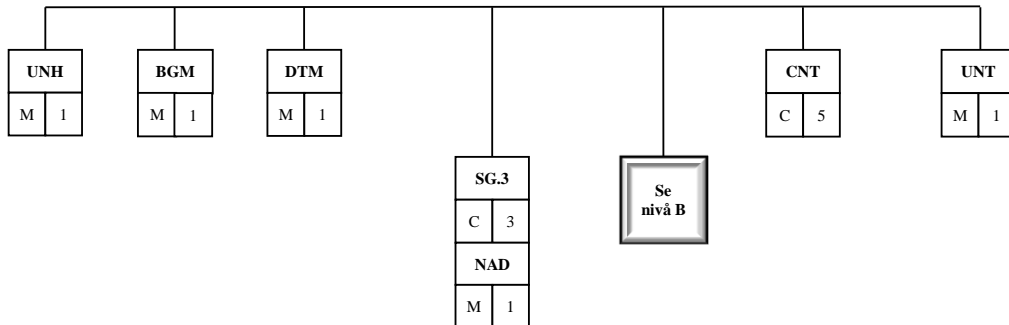 UNH
M 1
BGM
M 1
DTM
M 1
SG.3
C 3
NAD
M 1
Se
nivå B
CNT
C 5
UNT
M 1